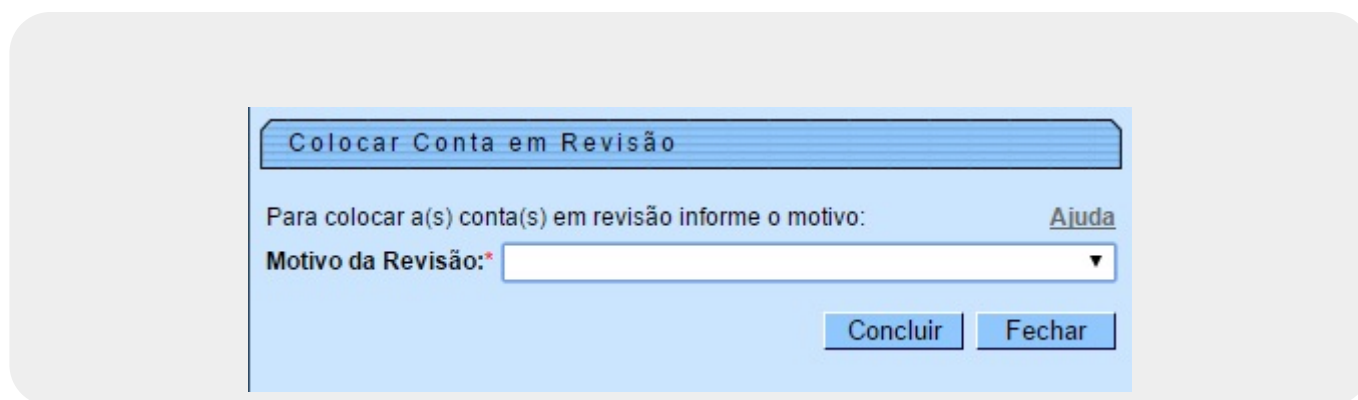 Colocar Conta em Revisão
Para colocar a(s) conta(s) em revisão informe o motivo: Ajuda
Motivo da Revisão:*
Concluir Fechar